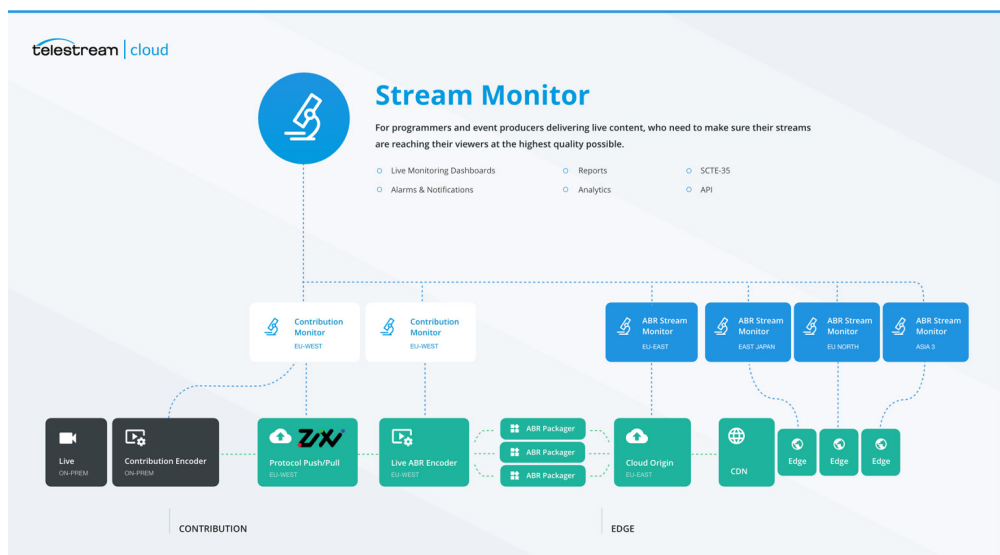 telestream | cloud
Stream Monitor
For programmers and event producers delivering live content, who need to make sure their streams
are reaching their viewers at the highest quality possible.
Live Monitoring Dashboards
Reports
SCTE-35
Alarms & Notifications
Analytics
API
Contribution
Monitor
EU-WEST
Contribution
Monitor
EU-WEST
ABR Stream
Monitor
EU-EAST
ABR Stream
Monitor
EAST JAPAN
ABR Stream
Monitor
EU NORTH
ABR Stream
Monitor
ASIA 3
Live
ON-PREM
Contribution Encoder
ON-PREM
ZiXi
Protocol Push/Pull
EU-WEST
Live ABR Encoder
EU-WEST
ABR Packager
ABR Packager
ABR Packager
Cloud Origin
EU-EAST
CDN
Edge
Edge
Edge
CONTRIBUTION
EDGE